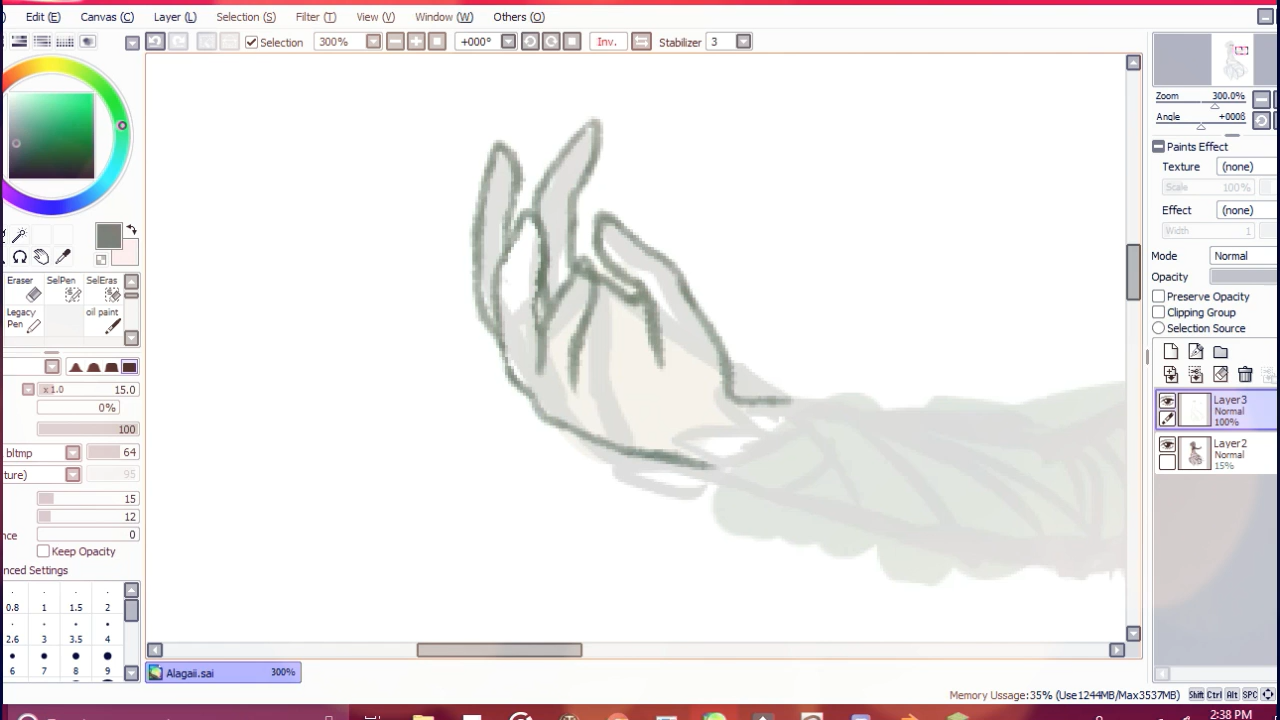 Edit (E) Canvas (C) Layer (L) Selection (S) Filter (T) View (V) Window (W) Others (O)
Selection 300% +000° Inv. Stabilizer 3
Zoom 300.0%
Angle +000ß
Paints Effect
Texture (none)
Scale 100%
Effect (none)
Width 1
Mode Normal
Opacity
Preserve Opacity
Clipping Group
Selection Source
Layer3
Normal
100%
Layer2
Normal
15%
Eraser SelPen SelEras
Legacy Pen oil paint
x1.0 15.0
0%
100
bltmp 64
ture) 95
15
12
nce 0
Keep Opacity
nced Settings
0.8 1 1.5 2
2.6 3 3.5 4
6 7 8 9
Alagaii.sai 300%
Memory Ussage:35% (Use1244MB/Max3537MB) Shift Ctrl Alt SPC
2:38 PM